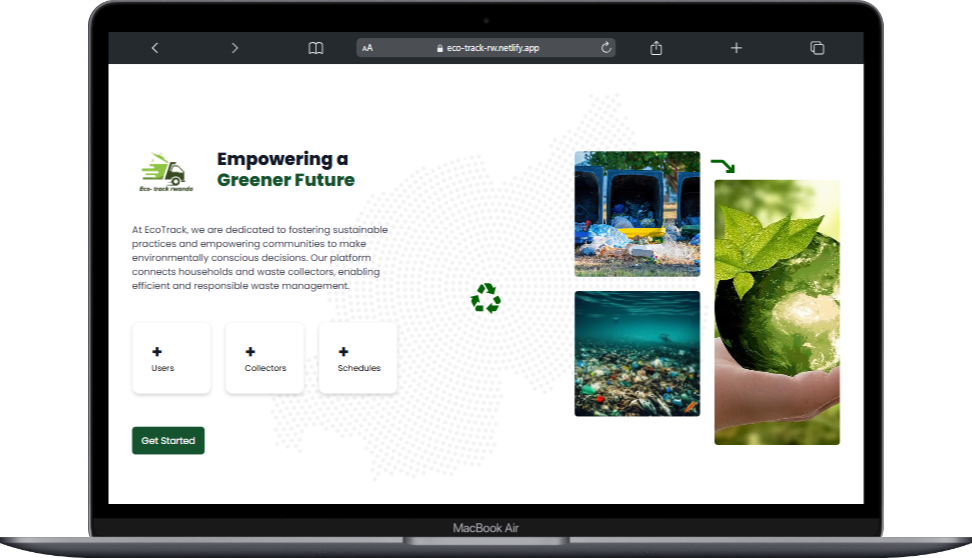 AA
eco-track-rw.netlify.app
Eco- track rwanda
Empowering a
Greener Future
At EcoTrack, we are dedicated to fostering sustainable
practices and empowering communities to make
environmentally conscious decisions. Our platform
connects households and waste collectors, enabling
efficient and responsible waste management.
+
Users
+
Collectors
+
Schedules
Get Started
MacBook Air